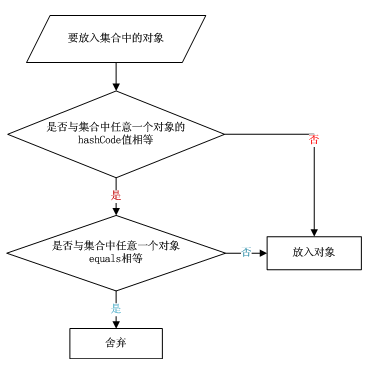 要放入集合中的对象
是否与集合中任意一个对象的
hashCode值相等
否
是
是否与集合中任意一个对象
equals相等
否
放入对象
是
舍弃